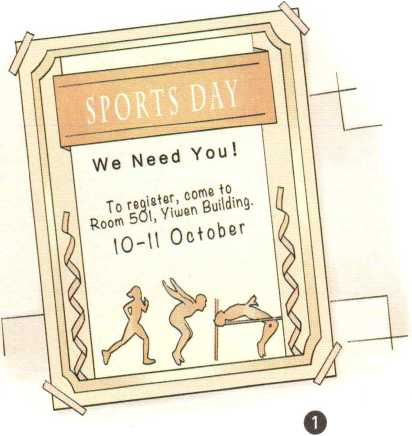 SPORTS DAY
We Need You!
To register, come to
Room 501, Yiwen Building.
10-11 October
1